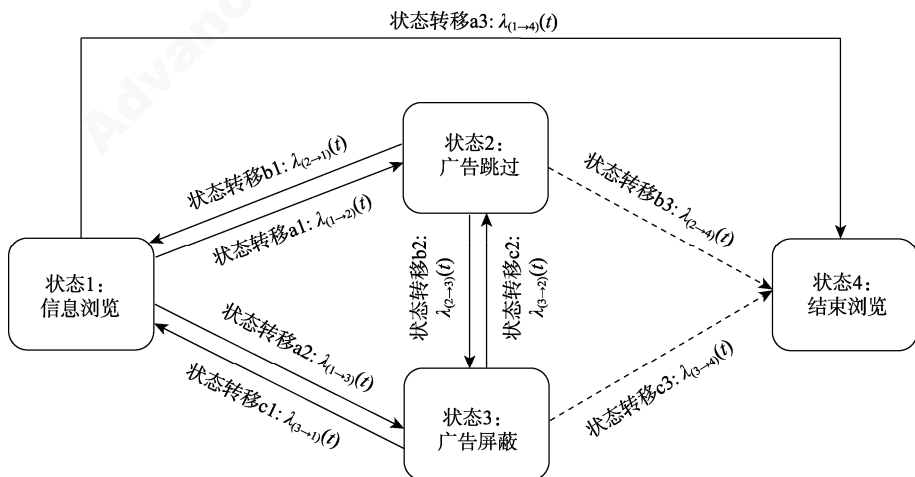 状态转移a3: λ(1→4)(t)
Advanc
状态2：
广告跳过
状态转移b1: λ(2→1)(t)
状态转移a1: λ(1→2)(t)
状态转移b3: λ(2→4)(t)
状态1：
信息浏览
状态转移b2:
λ(2→3)(t)
状态转移c2:
λ(3→2)(t)
状态4：
结束浏览
状态转移a2: λ(1→3)(t)
状态转移c1: λ(3→1)(t)
状态3：
广告屏蔽
状态转移c3: λ(3→4)(t)